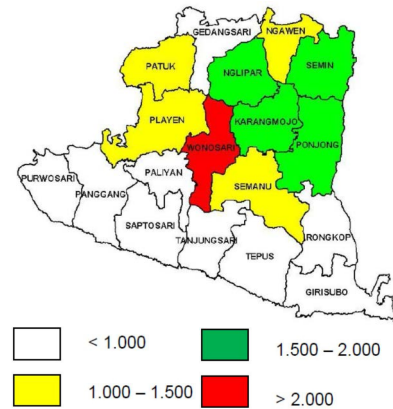 GEDANGSARI
NGAWEN
PATUK
NGLIPAR
SEMIN
PLAYEN
KARANGMOJO
WONOSARI
PONJONG
PURWOSARI
PANGGANG
PALIYAN
SEMANU
SAPTOSARI
TANJUNGSARI
TEPUS
RONGKOP
GIRISUBO
< 1.000
1.500 – 2.000
1.000 – 1.500
> 2.000